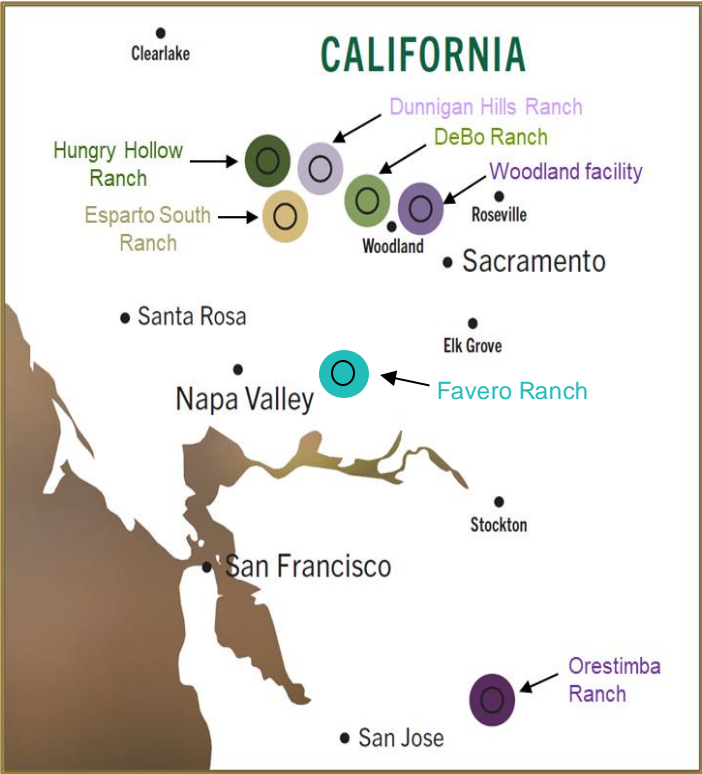 Clearlake
CALIFORNIA
Dunnigan Hills Ranch
DeBo Ranch
Hungry Hollow
Ranch
Woodland facility
Esparto South
Ranch
Roseville
Woodland
Sacramento
Santa Rosa
Elk Grove
Napa Valley
Favero Ranch
Stockton
San Francisco
Orestimba
Ranch
San Jose